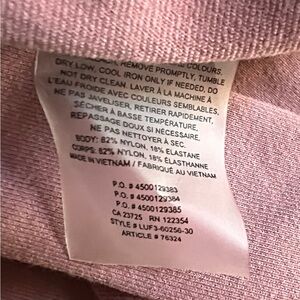 COLOURS.
REMOVE PROMPTLY, TUMBLE
DRY LOW, COOL IRON ONLY IF NEEDED, DO
NOT DRY CLEAN. LAVER À LA MACHINE À
L'EAU FROIDE AVEC COULEURS SEMBLABLES.
NE PAS JAVELISER, RETIRER RAPIDEMENT,
SÉCHER À BASSE TEMPÉRATURE,
REPASSAGE DOUX SI NÉCESSAIRE,
NE PAS NETTOYER À SEC.
BODY: 82% NYLON, 18% ELASTANE
CORPS: 82% NYLON, 18% ÉLASTHANNE
MADE IN VIETNAM / FABRIQUÉ AU VIETNAM
P.O. # 4500129383
P.O. # 4500129384
P.O. # 4500129385
CA 23725 RN 122354
STYLE # LUF3-60256-30
ARTICLE # 76324